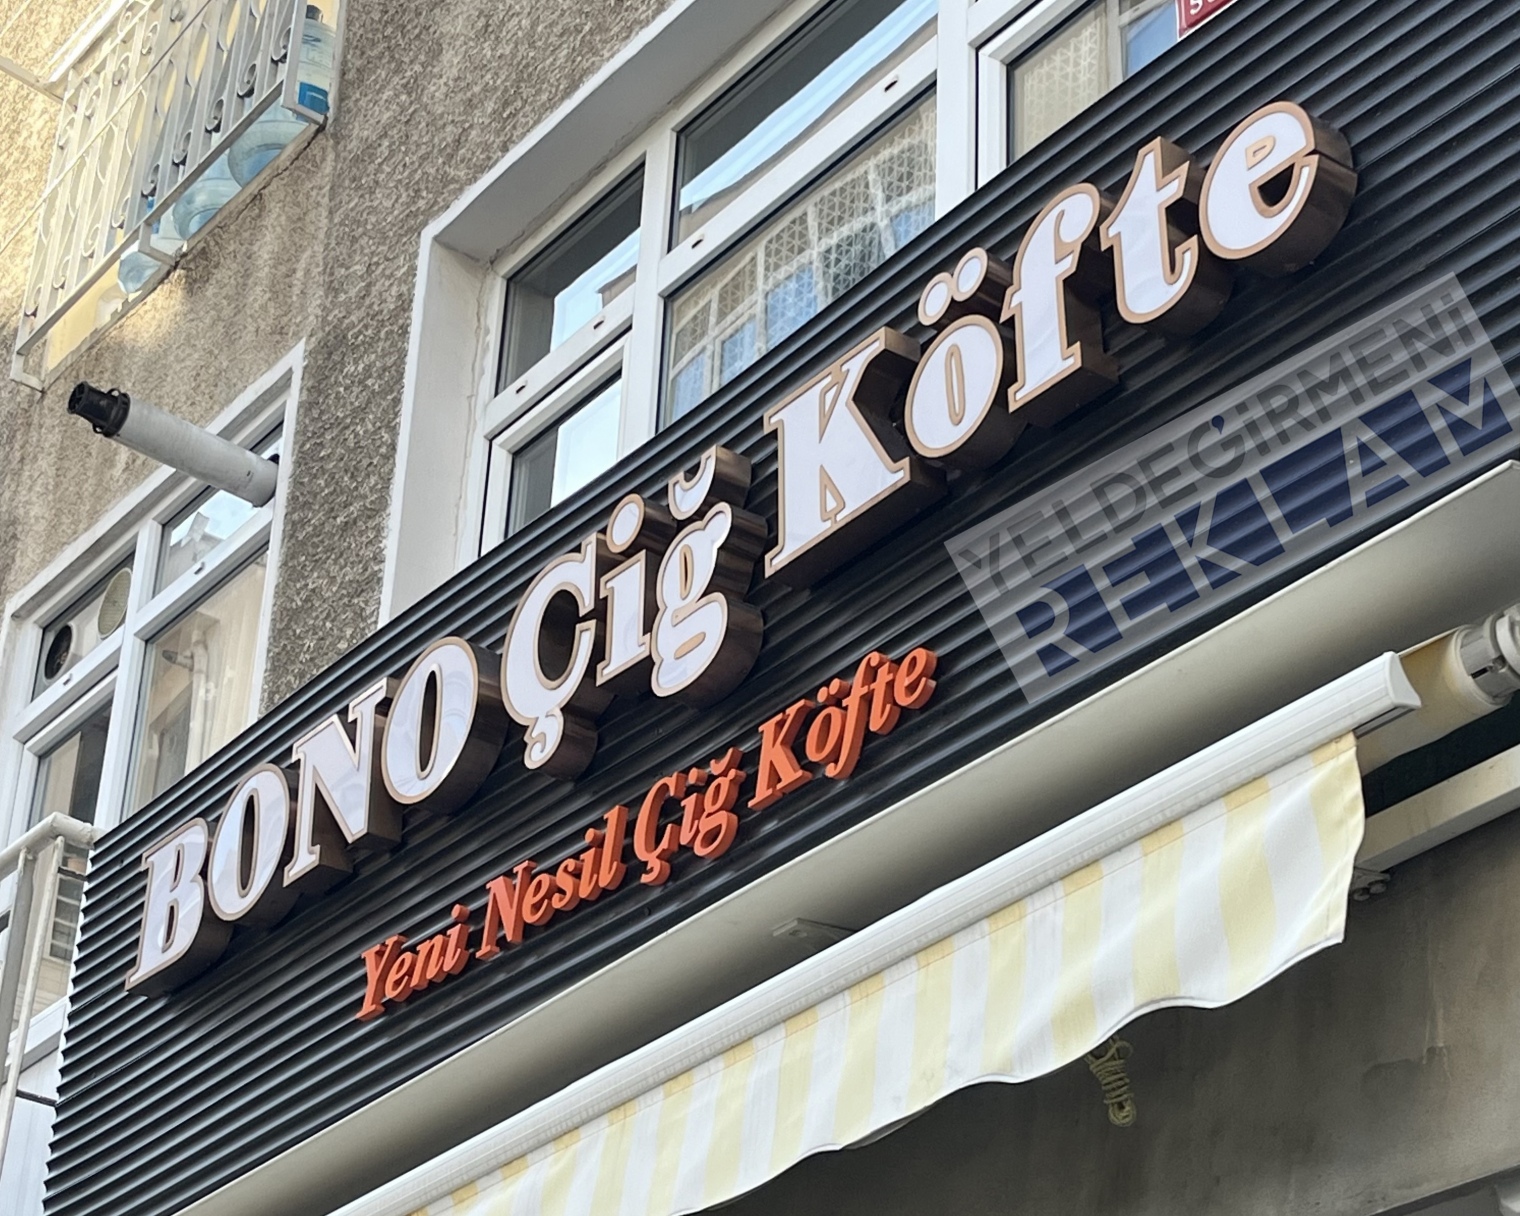 BONO Çiğ Köfte
Yeni Nesil Çiğ Köfte
YELDEĞİRMENİ
REKLAM